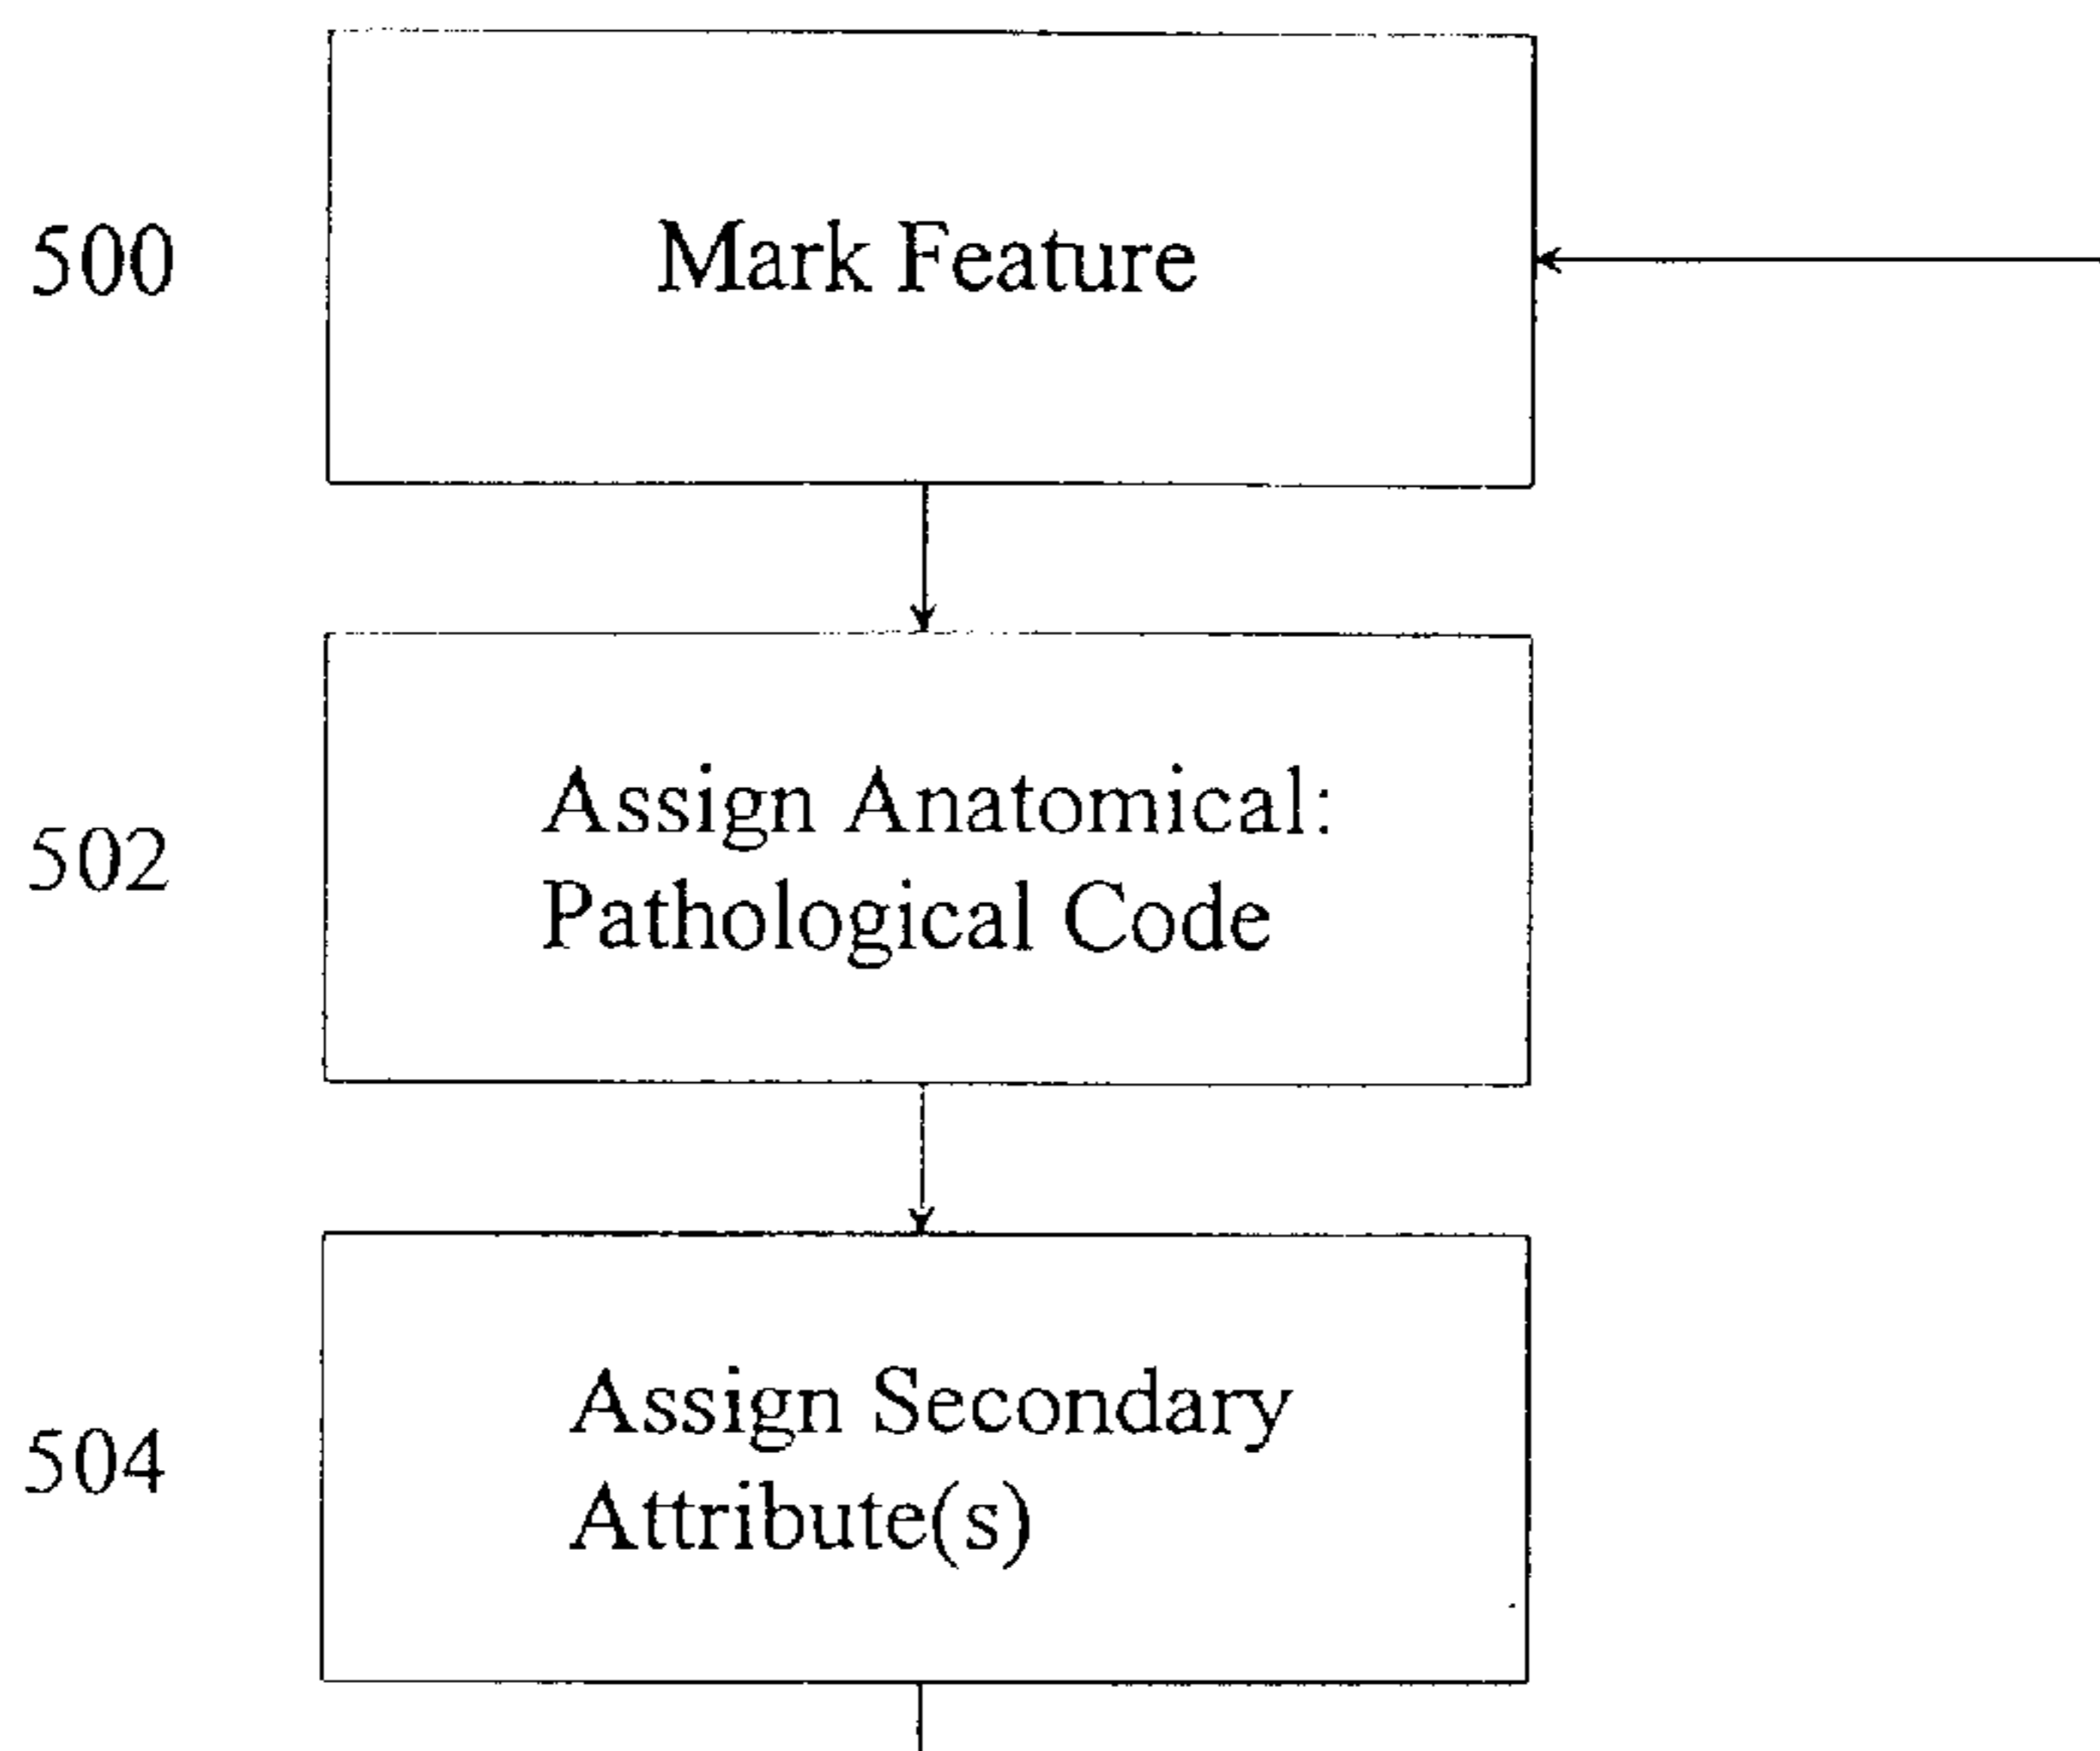 500
Mark Feature
502
Assign Anatomical:
Pathological Code
504
Assign Secondary
Attribute(s)